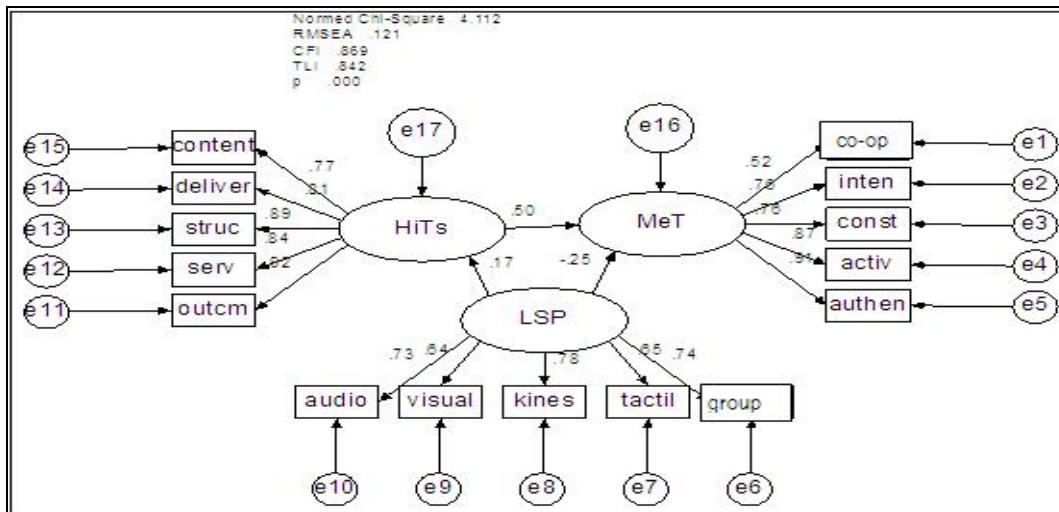 Normed Chi-Square 4.112
RMSEA .121
CFI .869
TLI .842
p .000
e17
e16
e15
content
.77
co-op
e1
.52
e14
deliver
.81
.76
inten
e2
e13
struc
.89
HiTs
.50
MeT
.76
const
e3
e12
serv
.84
.17
-.25
.87
activ
e4
e11
outcm
.82
LSP
.91
authen
e5
.73
.64
.78
.65
.74
audio
visual
kines
tactil
group
e10
e9
e8
e7
e6